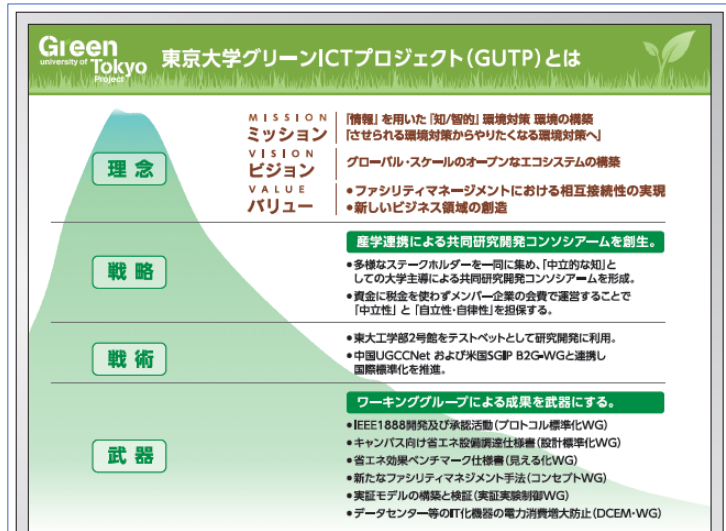 Green
university of Tokyo
Project
東京大学グリーンICTプロジェクト(GUTP)とは
MISSION
ミッション
「情報」を用いた「知/智的」環境対策 環境の構築
「させられる環境対策からやりたくなる環境対策へ」
VISION
ビジョン
グローバル・スケールのオープンなエコシステムの構築
VALUE
バリュー
●ファシリティマネージメントにおける相互接続性の実現
●新しいビジネス領域の創造
理念
産学連携による共同研究開発コンソシアームを創生。
戦略
●多様なステークホルダーを一同に集め、「中立的な知」と
しての大学主導による共同研究開発コンソシアームを形成。
●資金に税金を使わずメンバー企業の会費で運営することで
「中立性」と「自立性・自律性」を担保する。
戦術
●東大工学部2号館をテストベットとして研究開発に利用。
●中国UGCCNet および米国SGIP B2G-WGと連携し
国際標準化を推進。
ワーキンググループによる成果を武器にする。
武器
●IEEE1888開発及び承認活動(プロトコル標準化WG)
●キャンパス向け省エネ設備調達仕様書(設計標準化WG)
●省エネ効果ベンチマーク仕様書(見える化WG)
●新たなファシリティマネジメント手法(コンセプトWG)
●実証モデルの構築と検証(実証実験制御WG)
●データセンター等のIT化機器の電力消費増大防止(DCEM・WG)